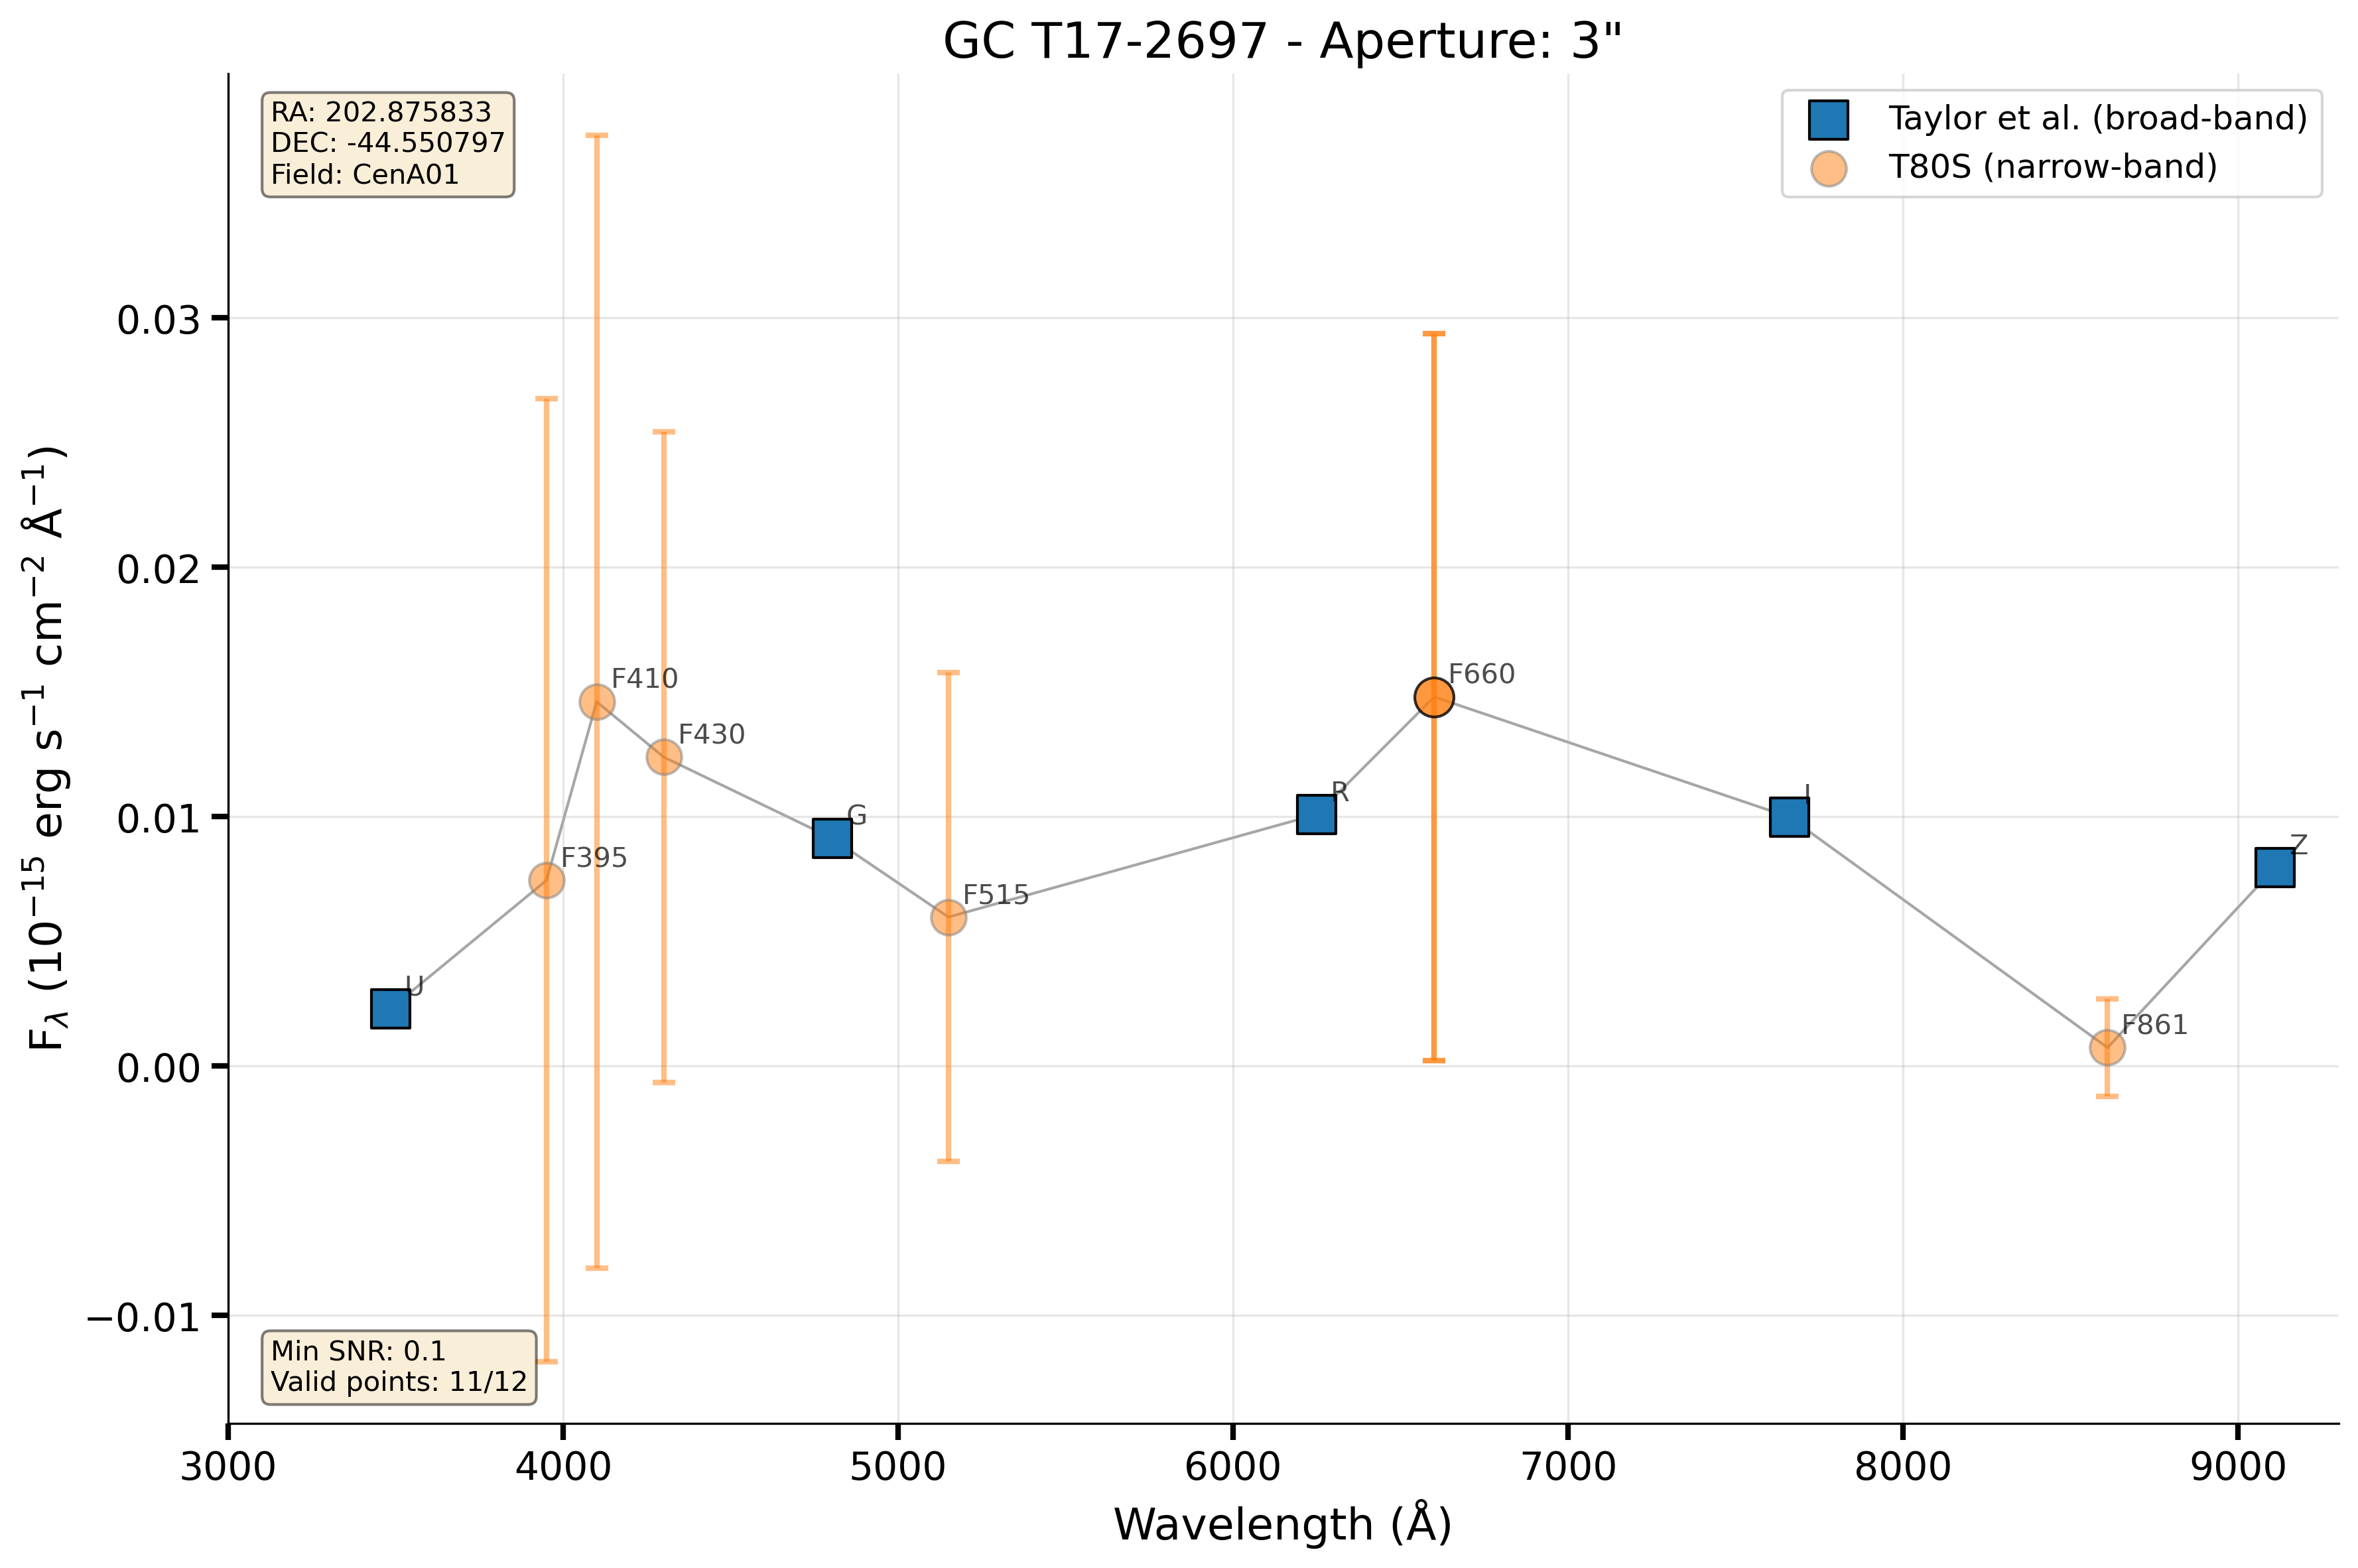 GC T17-2697 - Aperture: 3"
RA: 202.875833
DEC: -44.550797
Field: CenA01
Taylor et al. (broad-band)
T80S (narrow-band)
F$_{\lambda}$ (10$^{-15}$ erg s$^{-1}$ cm$^{-2}$ Å$^{-1}$)
0.03
0.02
0.01
0.00
−0.01
U
F395
F410
F430
G
F515
R
F660
I
F861
Z
Min SNR: 0.1
Valid points: 11/12
3000
4000
5000
6000
7000
8000
9000
Wavelength (Å)